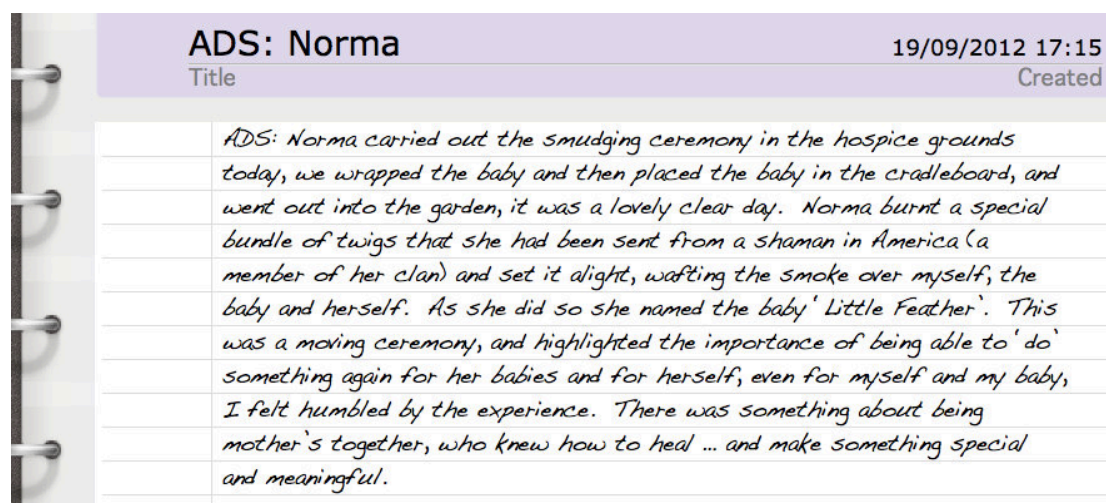 ADS: Norma
19/09/2012 17:15
Title
Created
ADS: Norma carried out the smudging ceremony in the hospice grounds
today, we wrapped the baby and then placed the baby in the cradleboard, and
went out into the garden, it was a lovely clear day. Norma burnt a special
bundle of twigs that she had been sent from a shaman in America (a
member of her clan) and set it alight, wafting the smoke over myself, the
baby and herself. As she did so she named the baby ‘Little Feather‘. This
was a moving ceremony, and highlighted the importance of being able to ‘do‘
something again for her babies and for herself, even for myself and my baby,
I felt humbled by the experience. There was something about being
mother‘s together, who knew how to heal ... and make something special
and meaningful.